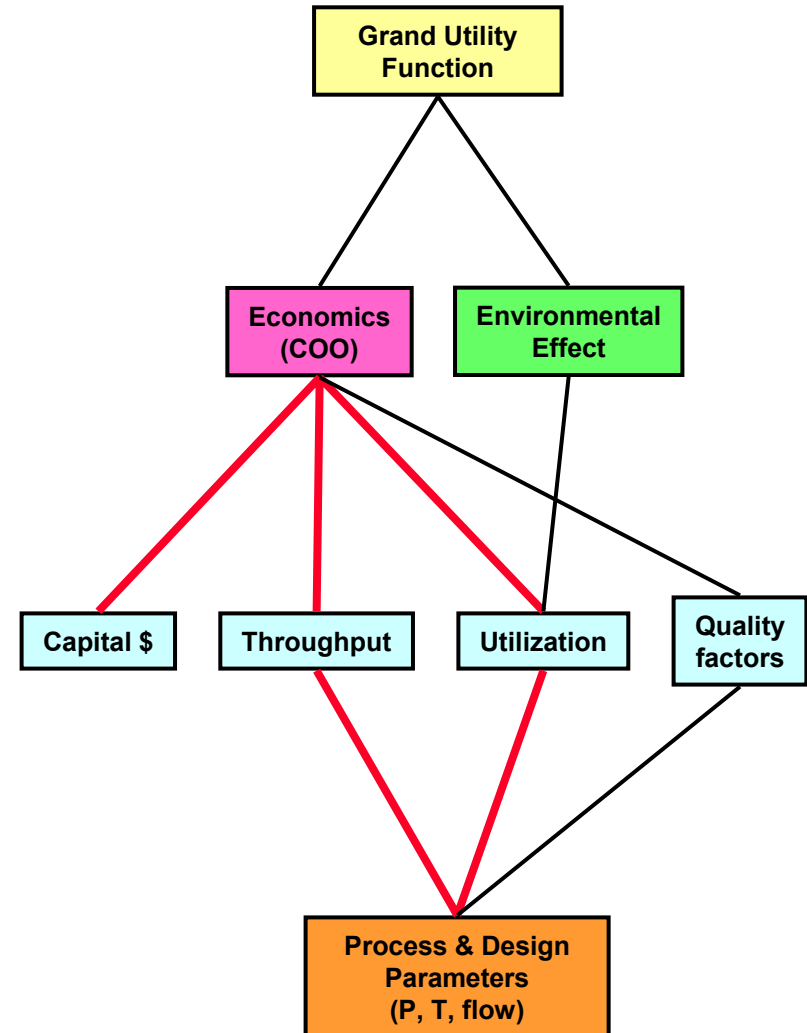 Grand Utility
Function
Economics
(COO)
Environmental
Effect
Capital $
Throughput
Utilization
Quality
factors
Process & Design
Parameters
(P, T, flow)